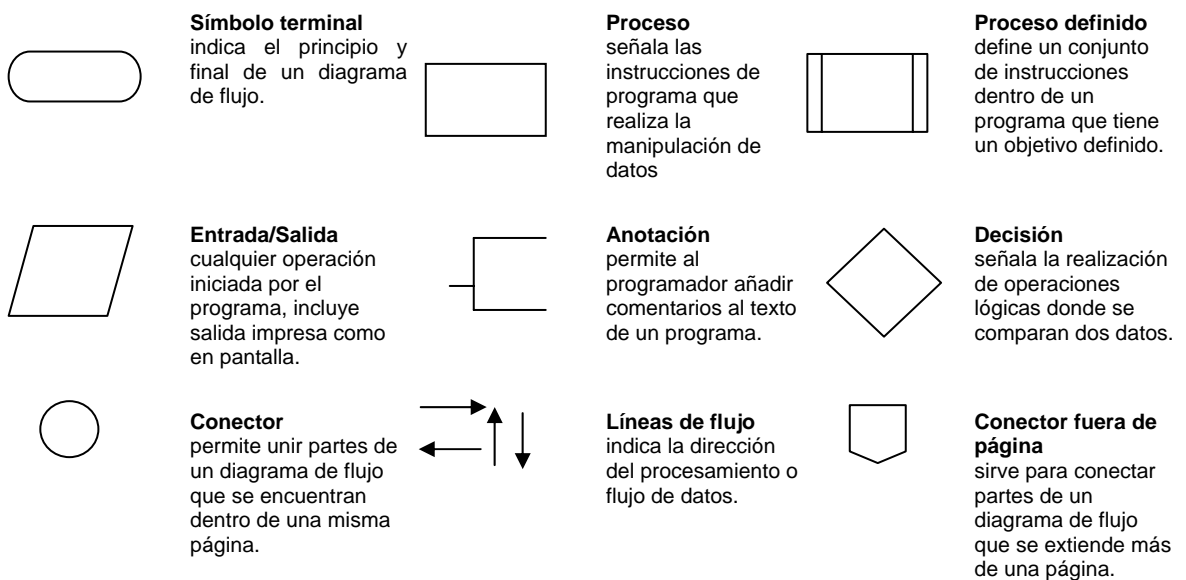 Símbolo terminal
indica el principio y
final de un diagrama
de flujo.
Proceso
señala las
instrucciones de
programa que
realiza la
manipulación de
datos
Proceso definido
define un conjunto
de instrucciones
dentro de un
programa que tiene
un objetivo definido.
Entrada/Salida
cualquier operación
iniciada por el
programa, incluye
salida impresa como
en pantalla.
Anotación
permite al
programador añadir
comentarios al texto
de un programa.
Decisión
señala la realización
de operaciones
lógicas donde se
comparan dos datos.
Conector
permite unir partes de
un diagrama de flujo
que se encuentran
dentro de una misma
página.
Líneas de flujo
indica la dirección
del procesamiento o
flujo de datos.
Conector fuera de
página
sirve para conectar
partes de un
diagrama de flujo
que se extiende más
de una página.